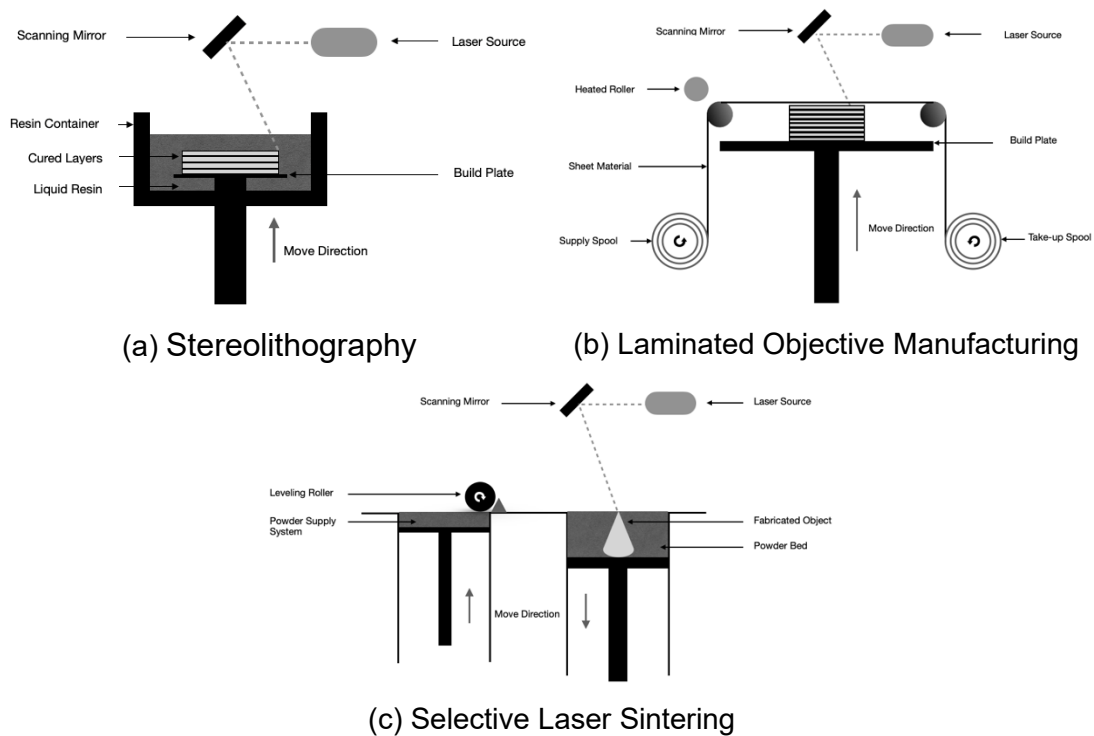 Scanning Mirror
Laser Source
Resin Container
Cured Layers
Liquid Resin
Build Plate
Move Direction
(a) Stereolithography
Scanning Mirror
Laser Source
Heated Roller
Build Plate
Sheet Material
Supply Spool
Move Direction
Take-up Spool
(b) Laminated Objective Manufacturing
Scanning Mirror
Laser Source
Leveling Roller
Powder Supply
System
Fabricated Object
Powder Bed
Move Direction
(c) Selective Laser Sintering